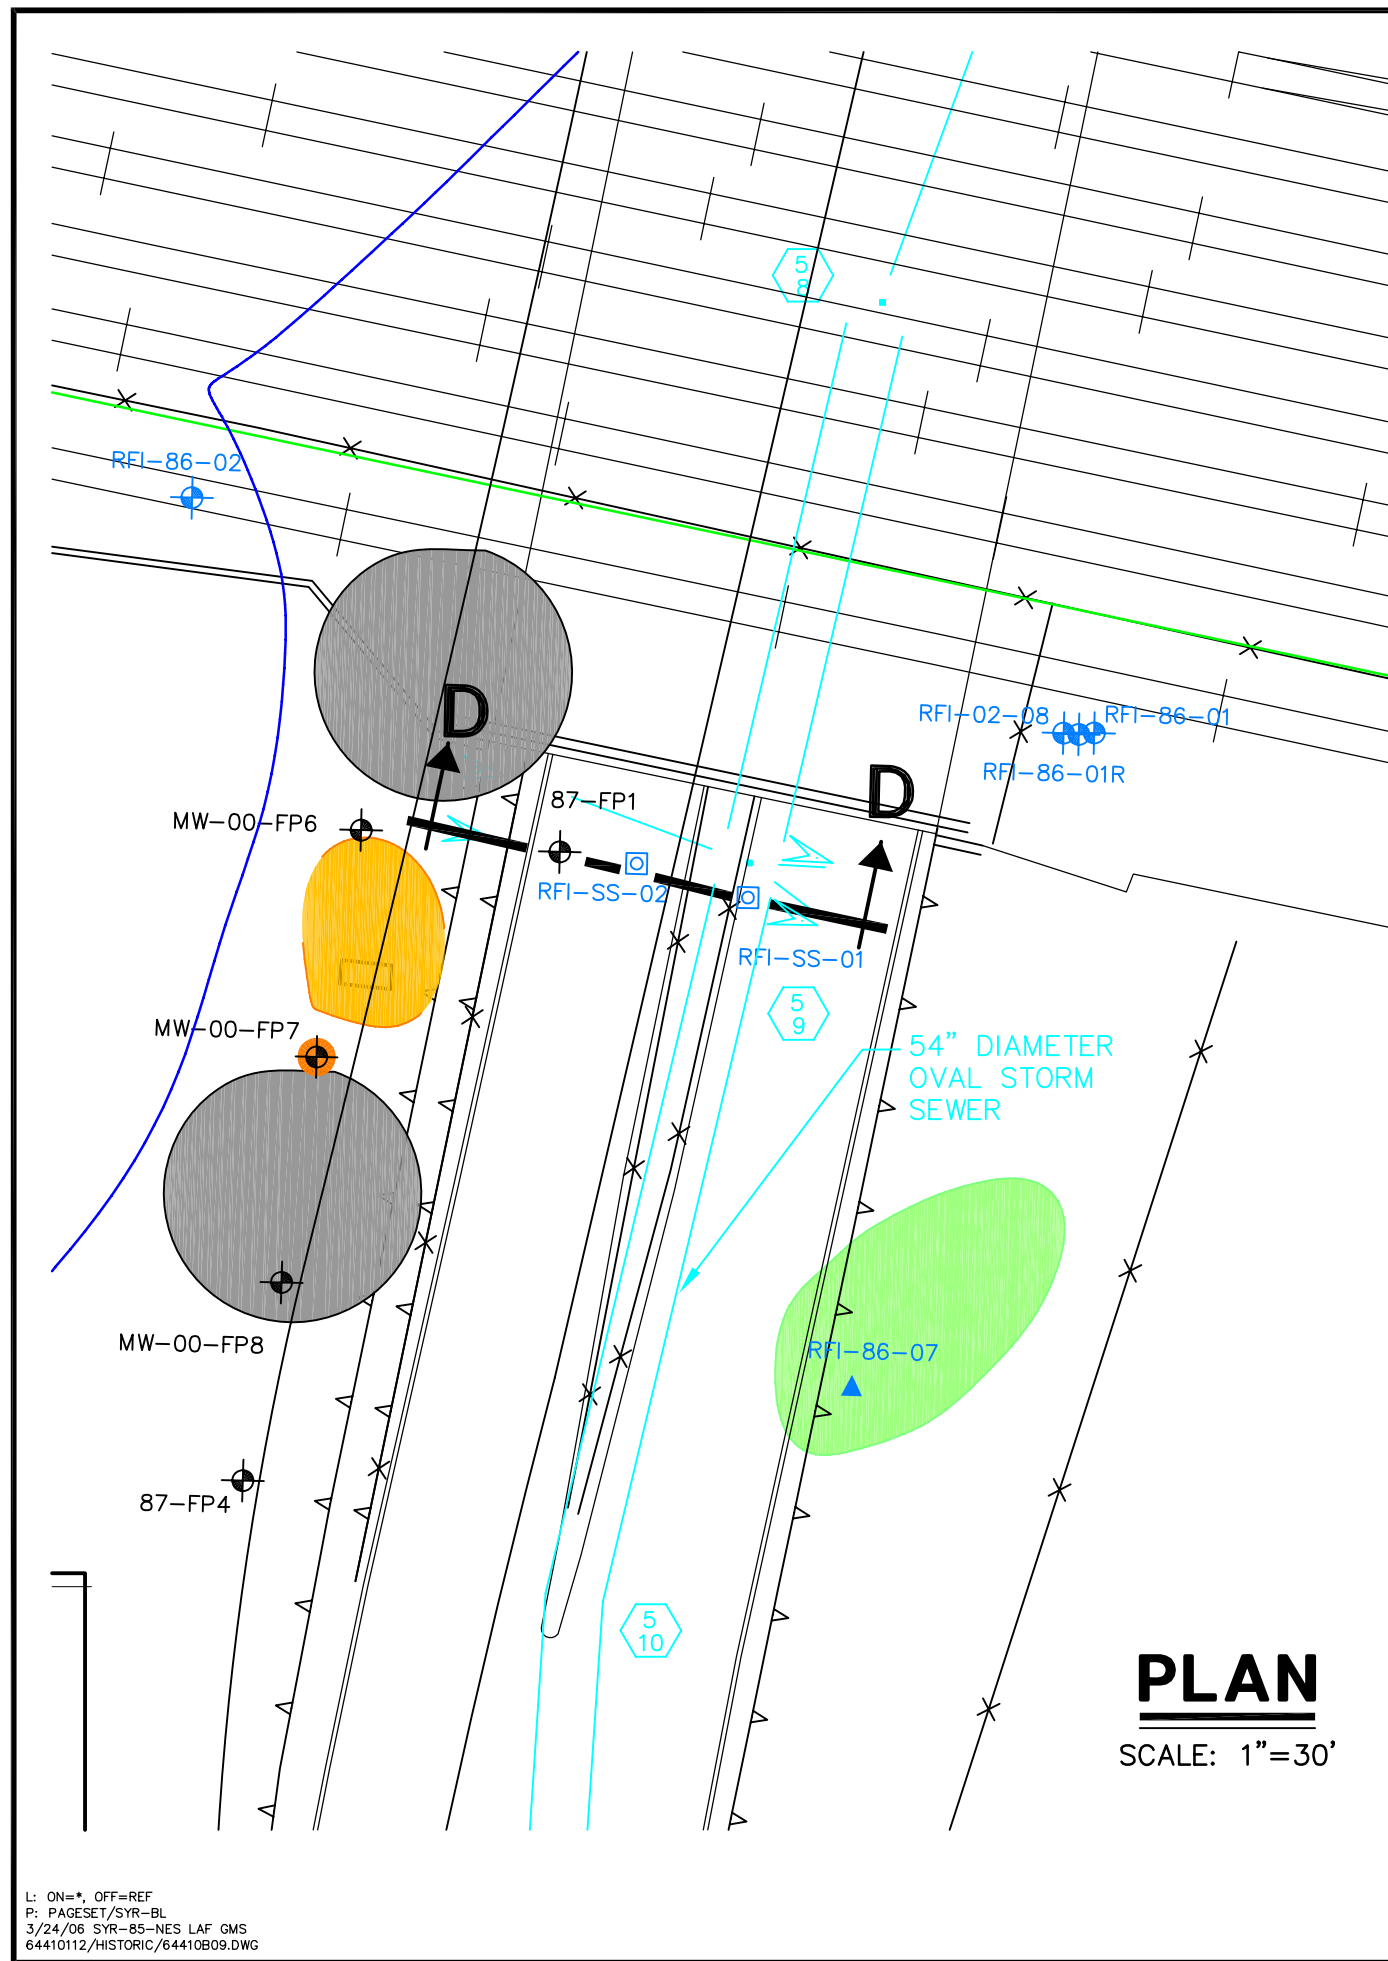 5
8
RFI-86-02
D
RFI-02-08
RFI-86-01
RFI-86-01R
D
87-FP1
MW-00-FP6
RFI-SS-02
RFI-SS-01
5
9
MW-00-FP7
54" DIAMETER
OVAL STORM
SEWER
MW-00-FP8
RFI-86-07
87-FP4
5
10
PLAN
SCALE: 1"=30'
L: ON=*, OFF=REF
P: PAGESET/SYR-BL
3/24/06 SYR-85-NES LAF GMS
64410112/HISTORIC/64410B09.DWG